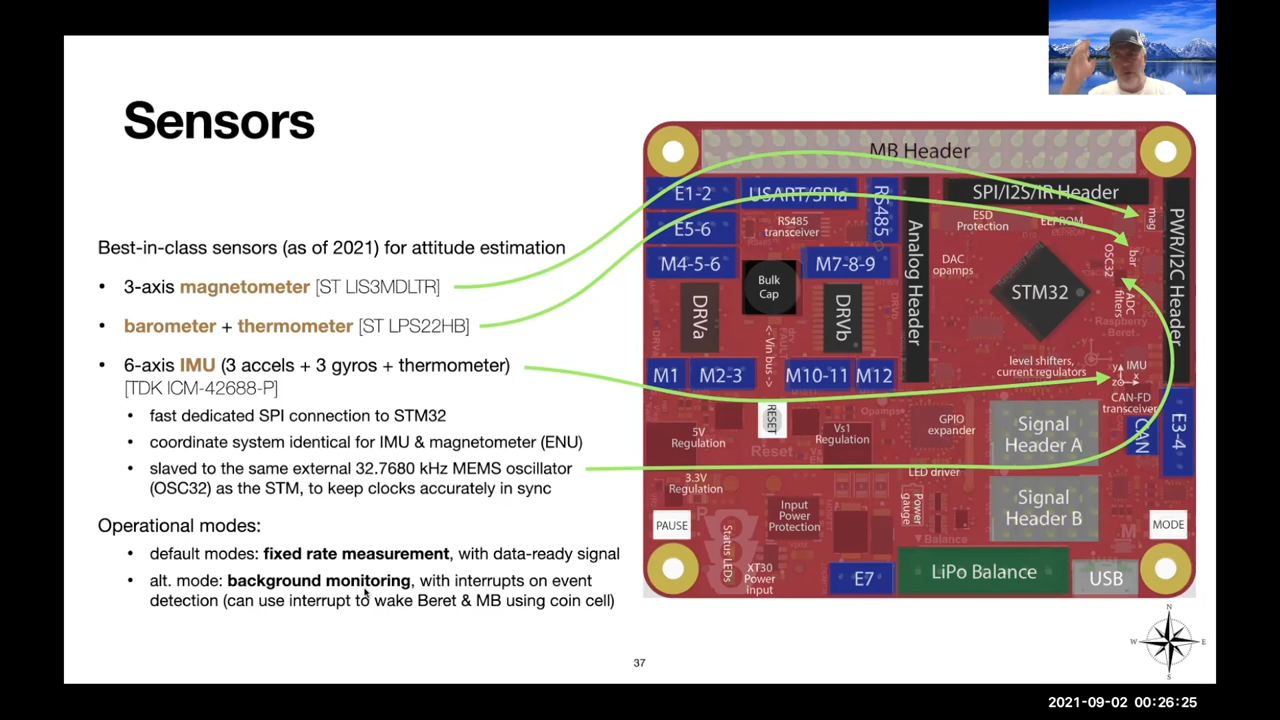 Sensors
Best-in-class sensors (as of 2021) for attitude estimation
• 3-axis magnetometer [ST LIS3MDLTR]
• barometer + thermometer [ST LPS22HB]
• 6-axis IMU (3 accels + 3 gyros + thermometer)
[TDK ICM-42688-P]
• fast dedicated SPI connection to STM32
• coordinate system identical for IMU & magnetometer (ENU)
• slaved to the same external 32.7680 kHz MEMS oscillator
(OSC32) as the STM, to keep clocks accurately in sync
Operational modes:
• default modes: fixed rate measurement, with data-ready signal
• alt. mode: background monitoring, with interrupts on event
detection (can use interrupt to wake Beret & MB using coin cell)
MB Header
E1-2
USART/SPIa
RS485
SPI/I2S/IR Header
mag
PWR/I2C Header
E5-6
RS485
transceiver
Analog Header
ESD
Protection
EEPROM
bar
OSC32
M4-5-6
Bulk
Cap
M7-8-9
DAC
opamps
STM32
ADC
filters
Raspberry
Beret
DRVa
DRVb
<-Vin bus->
level shifters,
current regulators
M1
M2-3
M10-11
M12
y
z
x
IMU
CAN-FD
transceiver
RESET
Reset
Opamps
5V
Regulation
Vs1
Regulation
GPIO
expander
Signal
Header A
CAN
E3-4
3.3V
Regulation
LED driver
Power
gauge
Input
Power
Protection
Signal
Header B
PAUSE
Status LEDs
▼Balance
M
MODE
XT30
Power
Input
E7
LiPo Balance
USB
N
W
E
S
37
2021-09-02 00:26:25